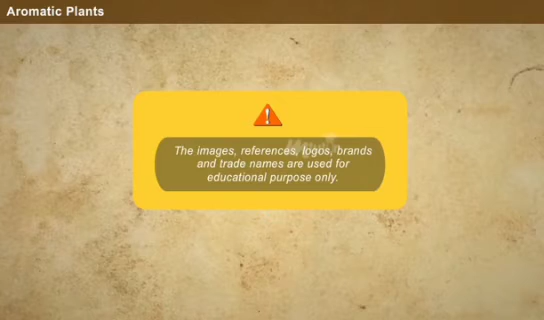 Aromatic Plants
The images, references, logos, brands
and trade names are used for
educational purpose only.